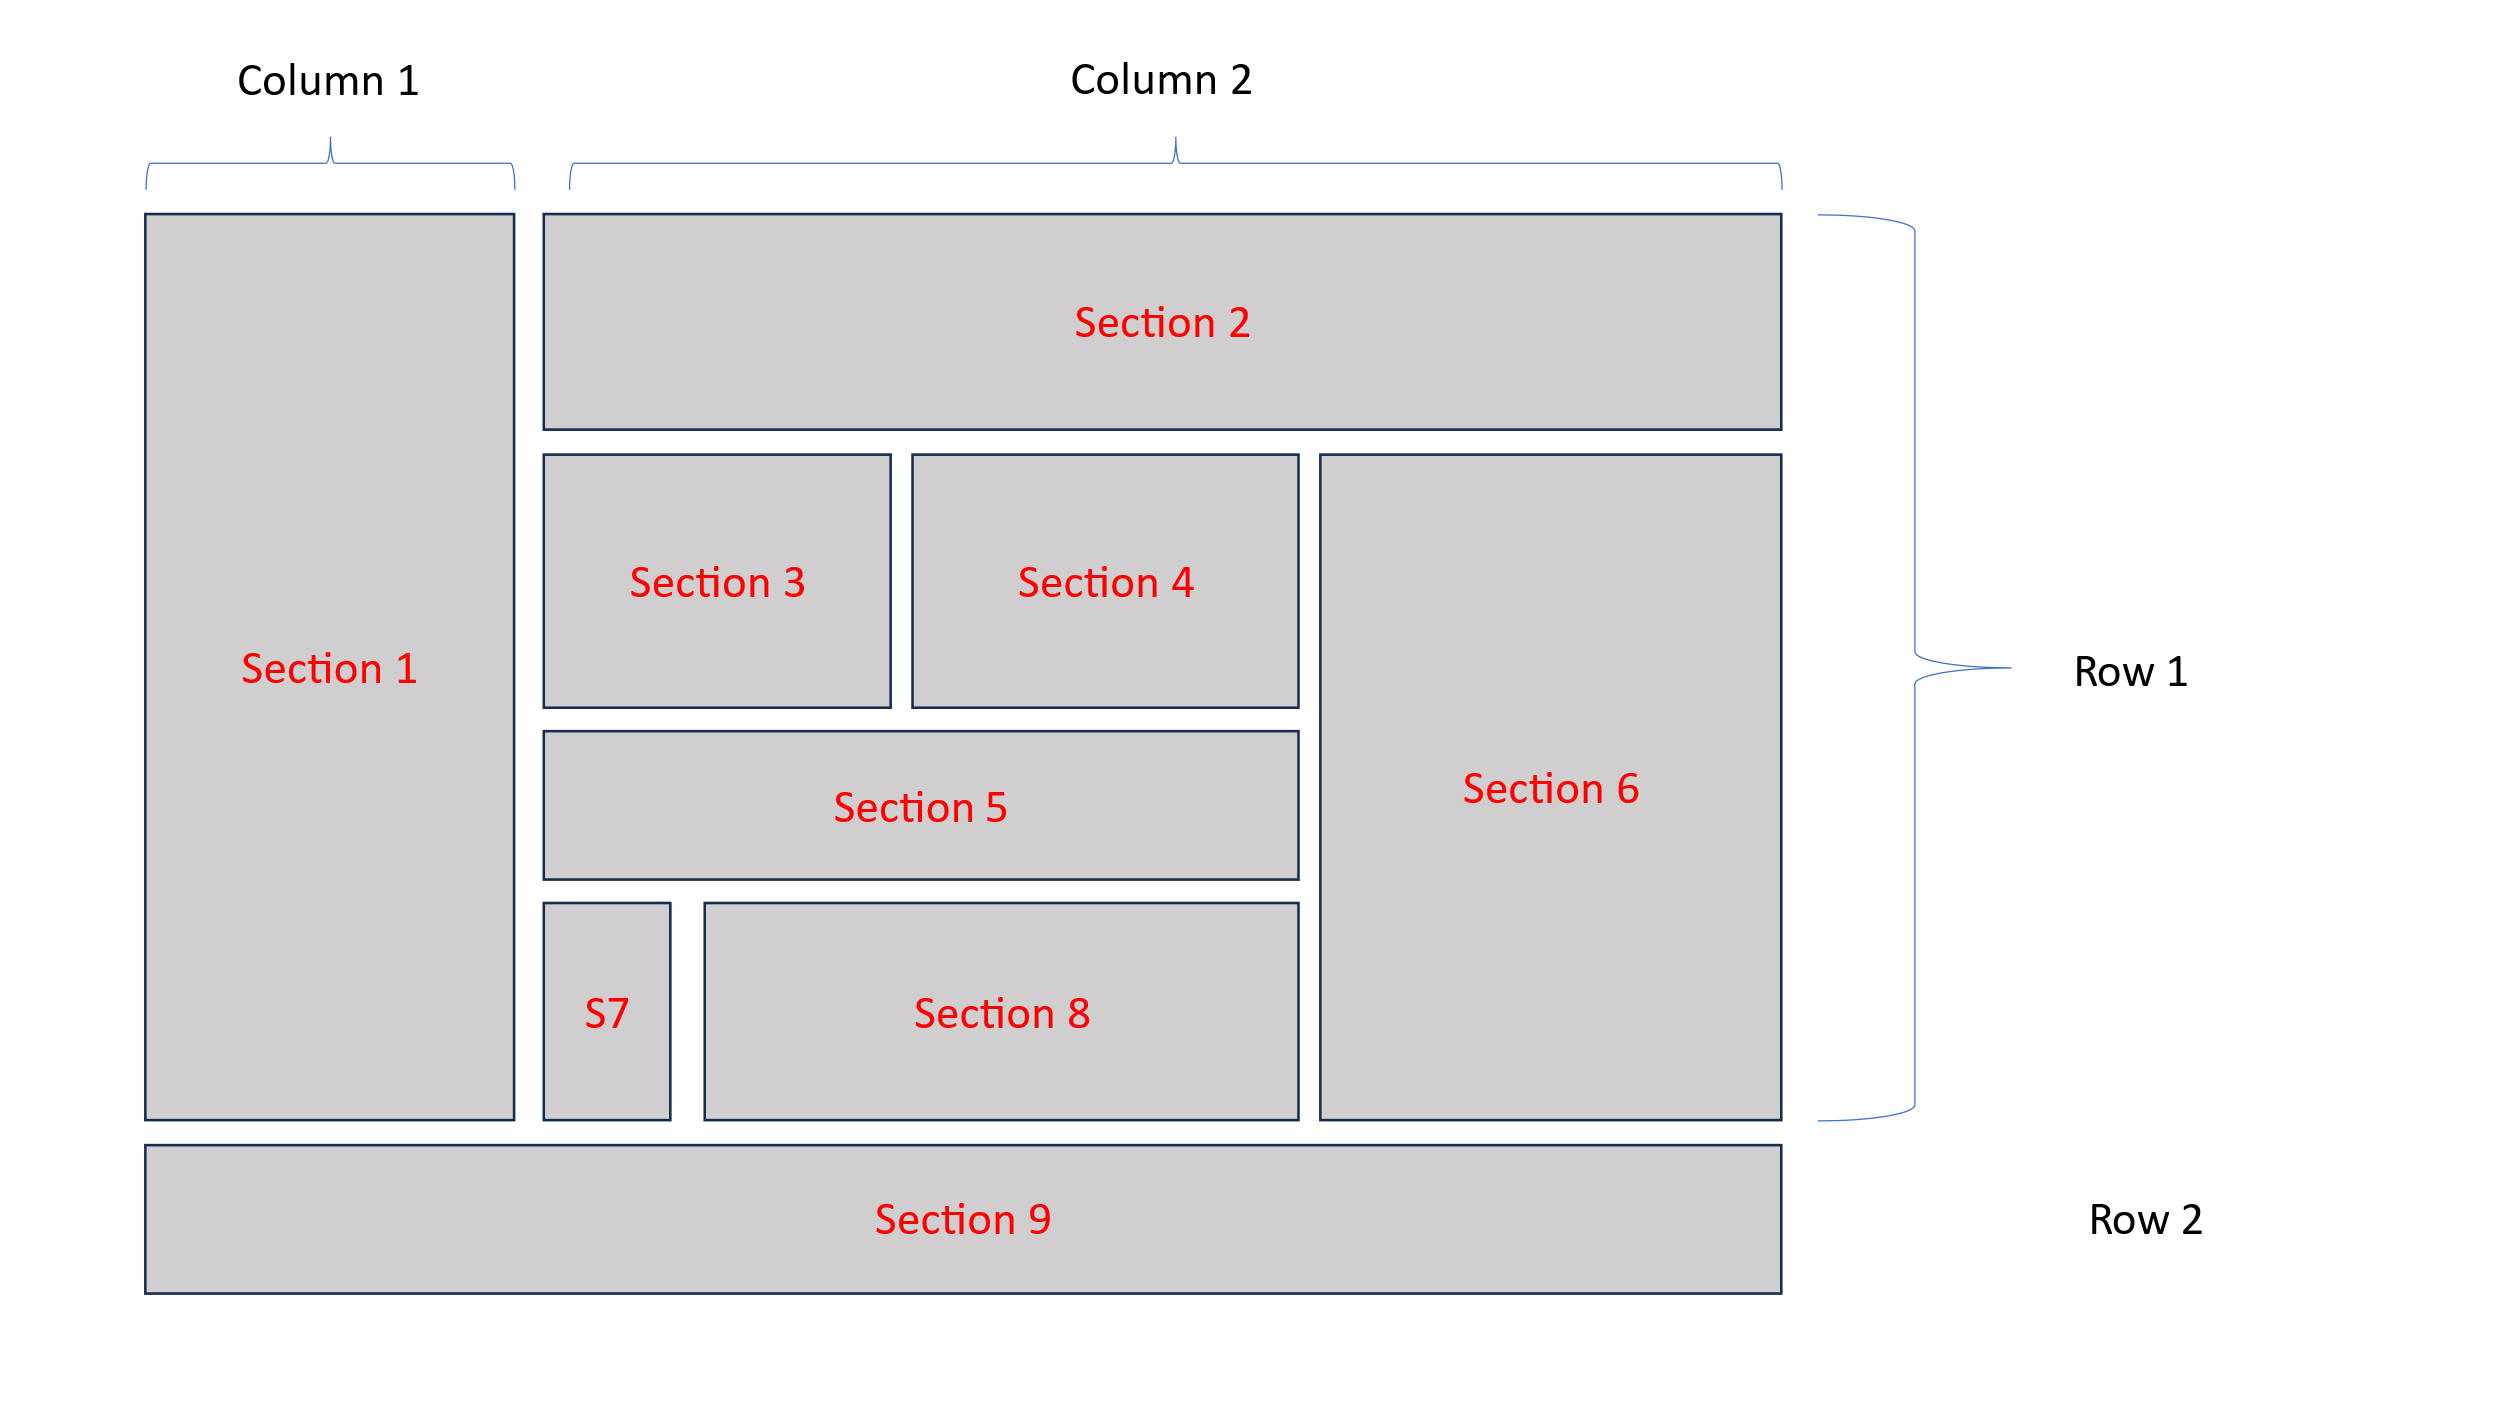 Column 1
Column 2
Section 1
Section 2
Section 3
Section 4
Section 5
Section 6
S7
Section 8
Section 9
Row 1
Row 2